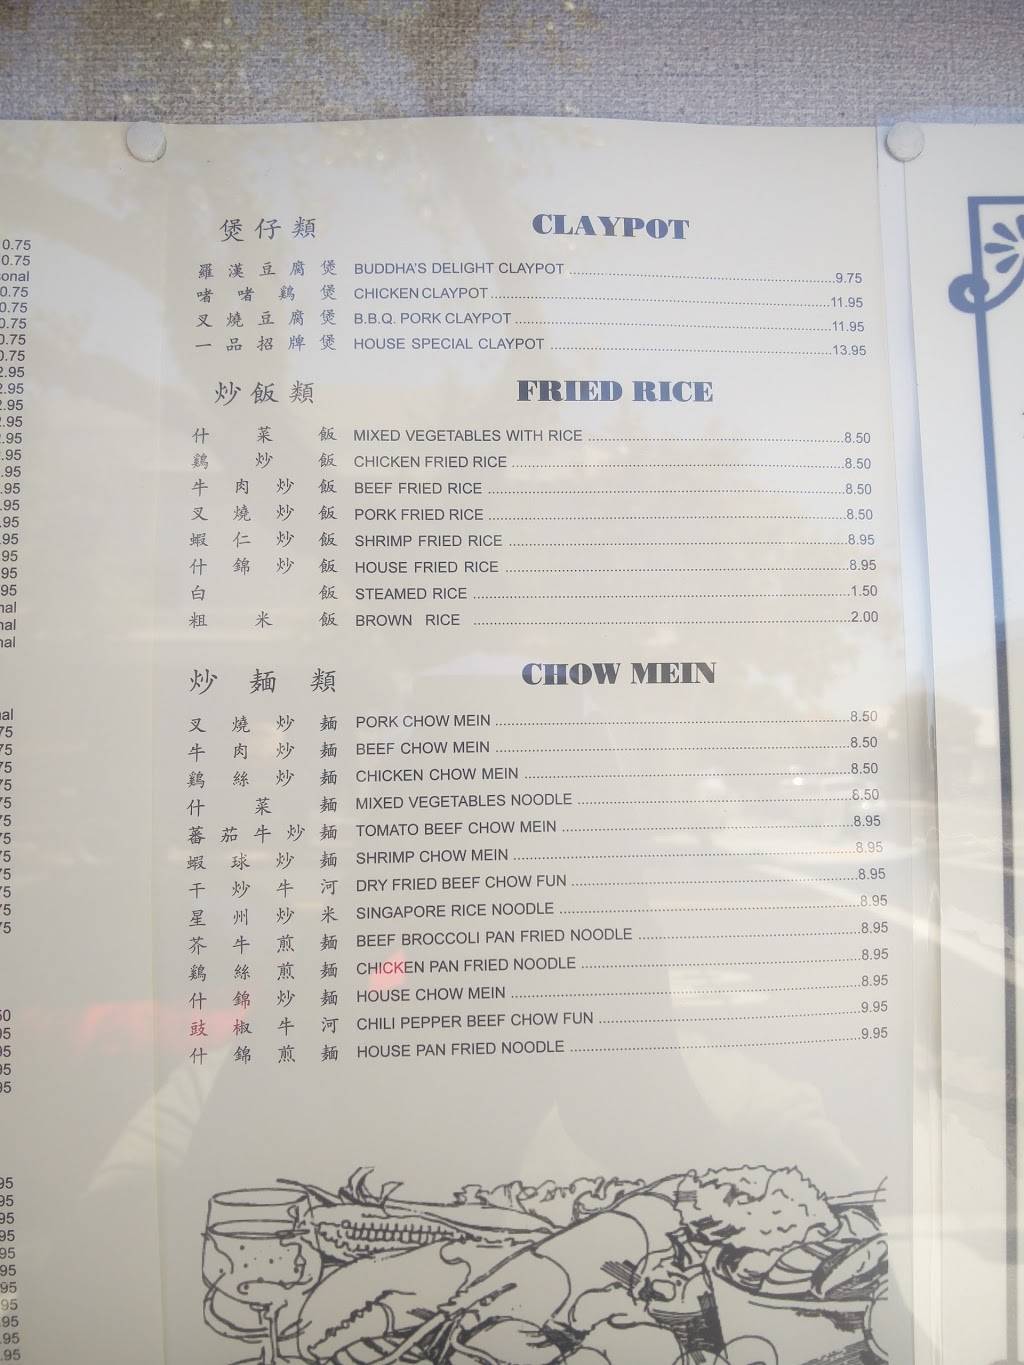 煲仔類 CLAYPOT
羅漢豆腐煲 BUDDHA'S DELIGHT CLAYPOT 9.75
啫啫鷄煲 CHICKEN CLAYPOT 11.95
叉燒豆腐煲 B.B.Q. PORK CLAYPOT 11.95
一品招牌煲 HOUSE SPECIAL CLAYPOT 13.95
炒飯類 FRIED RICE
什菜飯 MIXED VEGETABLES WITH RICE 8.50
鷄炒飯 CHICKEN FRIED RICE 8.50
牛肉炒飯 BEEF FRIED RICE 8.50
叉燒炒飯 PORK FRIED RICE 8.50
蝦仁炒飯 SHRIMP FRIED RICE 8.95
什錦炒飯 HOUSE FRIED RICE 8.95
白飯 STEAMED RICE 1.50
粗米飯 BROWN RICE 2.00
炒麵類 CHOW MEIN
叉燒炒麵 PORK CHOW MEIN 8.50
牛肉炒麵 BEEF CHOW MEIN 8.50
鷄絲炒麵 CHICKEN CHOW MEIN 8.50
什菜麵 MIXED VEGETABLES NOODLE 8.50
蕃茄牛炒麵 TOMATO BEEF CHOW MEIN 8.95
蝦球炒麵 SHRIMP CHOW MEIN 8.95
干炒牛河 DRY FRIED BEEF CHOW FUN 8.95
星州炒米 SINGAPORE RICE NOODLE 8.95
芥牛煎麵 BEEF BROCCOLI PAN FRIED NOODLE 8.95
鷄絲煎麵 CHICKEN PAN FRIED NOODLE 8.95
什錦炒麵 HOUSE CHOW MEIN 8.95
豉椒牛河 CHILI PEPPER BEEF CHOW FUN 9.95
什錦煎麵 HOUSE PAN FRIED NOODLE 9.95